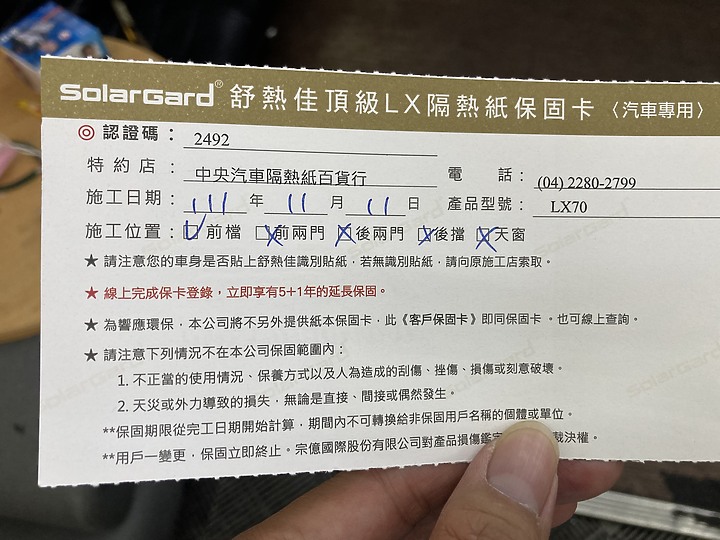 SolarGard® 舒熱佳頂級LX隔熱紙保固卡〈汽車專用〉
◎ 認證碼： 2492
特約店： 中央汽車隔熱紙百貨行 電話： (04) 2280-2799
施工日期： 111 年 11 月 11 日 產品型號： LX70
施工位置：☑前檔 ☒前兩門 ☒後兩門 ☒後擋 ☒天窗
★ 請注意您的車身是否貼上舒熱佳識別貼紙，若無識別貼紙，請向原施工店索取。
★ 線上完成保卡登錄，立即享有5+1年的延長保固。
★ 為響應環保，本公司將不另外提供紙本保固卡，此《客戶保固卡》即同保固卡。也可線上查詢。
★ 請注意下列情況不在本公司保固範圍內：
1. 不正當的使用情況、保養方式以及人為造成的刮傷、挫傷、損傷或刻意破壞。
2. 天災或外力導致的損失，無論是直接、間接或偶然發生。
**保固期限從完工日期開始計算，期間內不可轉換給非保固用戶名稱的個體或單位。
**用戶一變更，保固立即終止。宗億國際股份有限公司對產品損傷鑑定 裁決權。